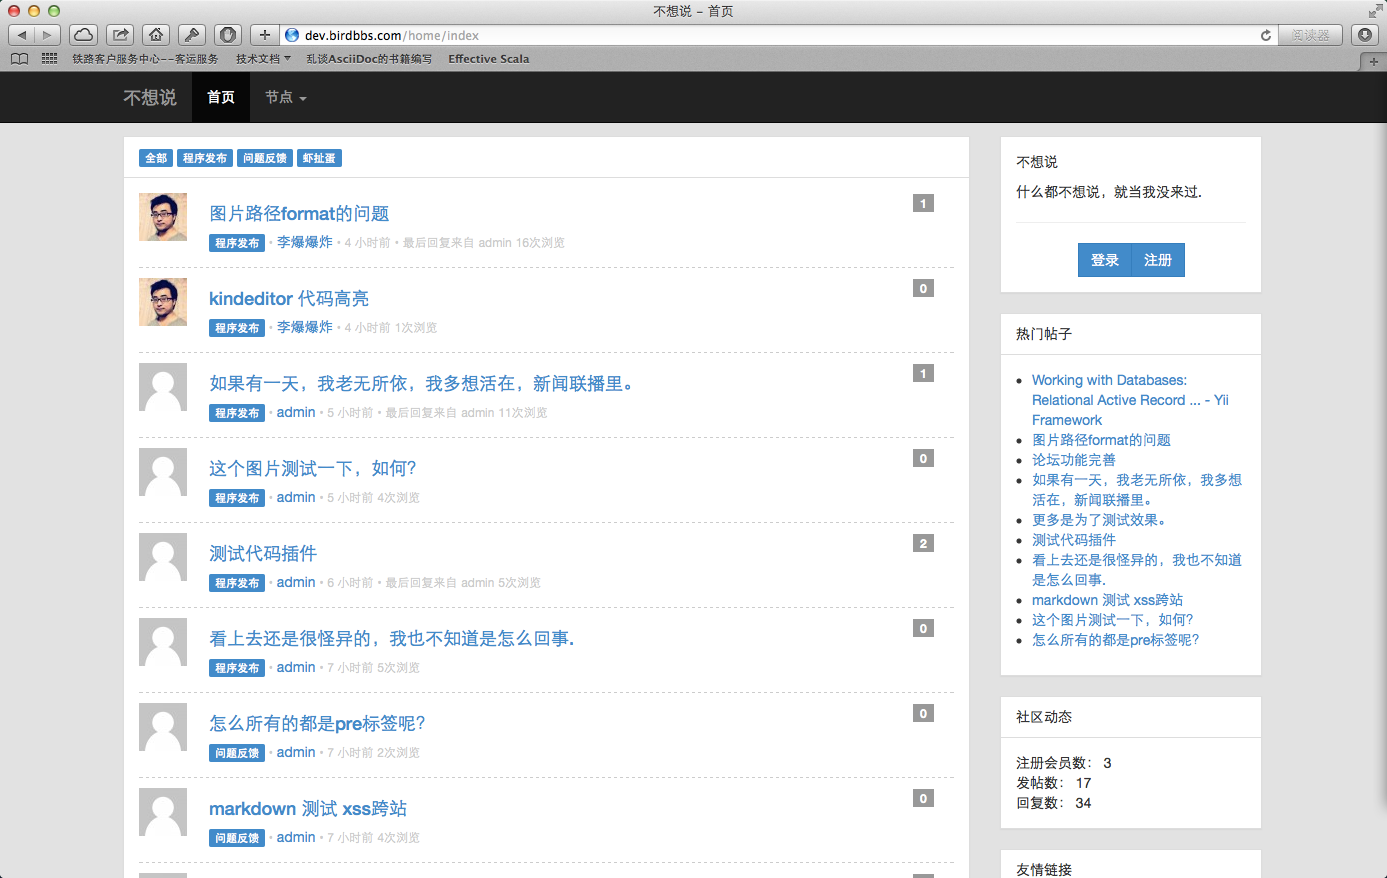 不想说 – 首页
dev.birdbbs.com/home/index
阅读器
铁路客户服务中心--客运服务 技术文档 乱谈AsciiDoc的书籍编写 Effective Scala
不想说 首页 节点
全部 程序发布 问题反馈 虾扯蛋
图片路径format的问题
1
程序发布 • 李爆爆炸 • 4 小时前 • 最后回复来自 admin 16次浏览
kindeditor 代码高亮
0
程序发布 • 李爆爆炸 • 4 小时前 1次浏览
如果有一天，我老无所依，我多想活在，新闻联播里。
1
程序发布 • admin • 5 小时前 • 最后回复来自 admin 11次浏览
这个图片测试一下，如何?
0
程序发布 • admin • 5 小时前 4次浏览
测试代码插件
2
程序发布 • admin • 6 小时前 • 最后回复来自 admin 5次浏览
看上去还是很怪异的，我也不知道是怎么回事.
0
程序发布 • admin • 7 小时前 5次浏览
怎么所有的都是pre标签呢?
0
问题反馈 • admin • 7 小时前 2次浏览
markdown 测试 xss跨站
0
问题反馈 • admin • 7 小时前 4次浏览
不想说
什么都不想说，就当我没来过.
登录 注册
热门帖子
Working with Databases:
Relational Active Record ... - Yii
Framework
图片路径format的问题
论坛功能完善
如果有一天，我老无所依，我多想
活在，新闻联播里。
更多是为了测试效果。
测试代码插件
看上去还是很怪异的，我也不知道
是怎么回事.
markdown 测试 xss跨站
这个图片测试一下，如何?
怎么所有的都是pre标签呢?
社区动态
注册会员数： 3
发帖数： 17
回复数： 34
友情链接